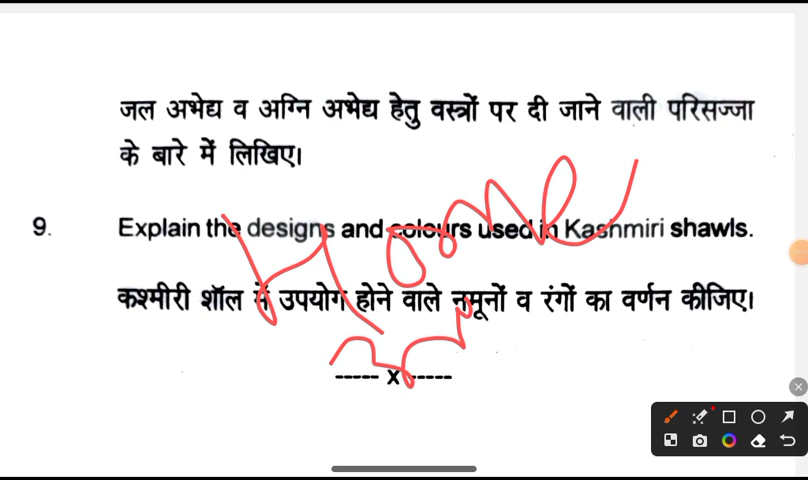 जल अभेद्य व अग्नि अभेद्य हेतु वस्त्रों पर दी जाने वाली परिसज्जा
के बारे में लिखिए।
9. Explain the designs and colours used in Kashmiri shawls.
कश्मीरी शॉल में उपयोग होने वाले नमूनों व रंगों का वर्णन कीजिए।
Home
----- x -----